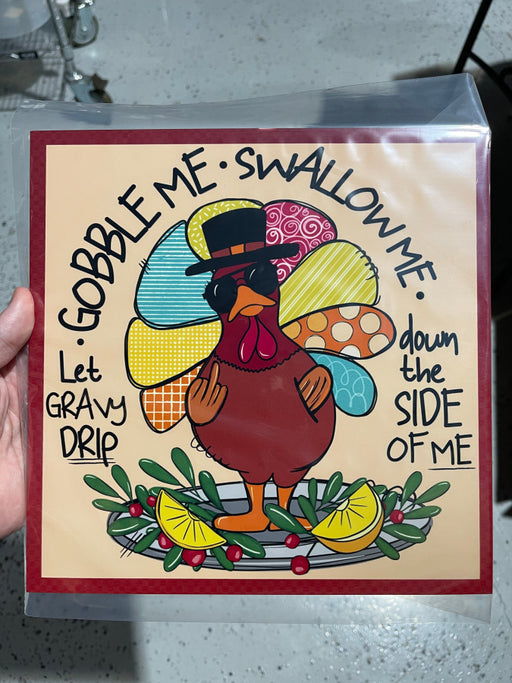 • GOBBLE ME • SWALLOW ME •
Let
GRAVY
DRIP
down
the
SIDE
OF ME